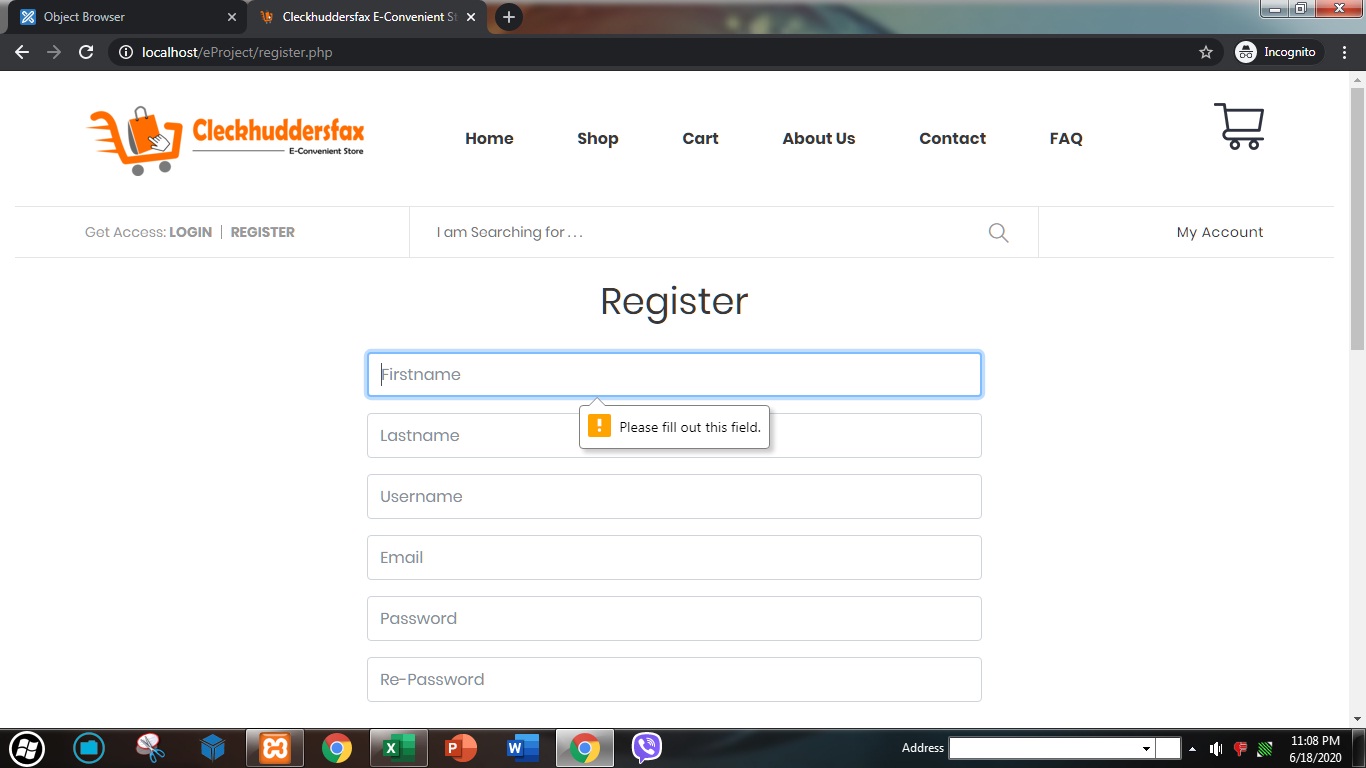 Object Browser
Cleckhuddersfax E-Convenient St
localhost/eProject/register.php
Incognito
Cleckhuddersfax
E-Convenient Store
Home
Shop
Cart
About Us
Contact
FAQ
Get Access: LOGIN | REGISTER
I am Searching for . . .
My Account
Register
Firstname
Please fill out this field.
Lastname
Username
Email
Password
Re-Password
Address
11:08 PM
6/18/2020